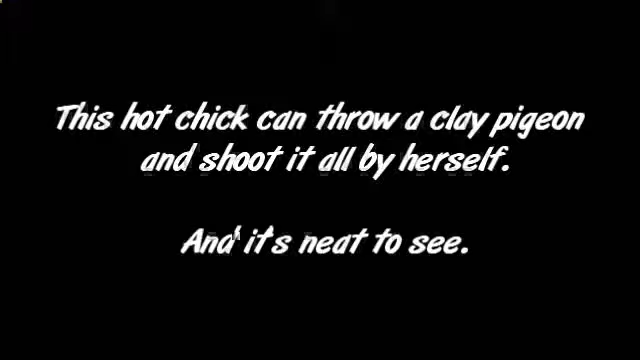 This hot chick can throw a clay pigeon
and shoot it all by herself.
And it's neat to see.